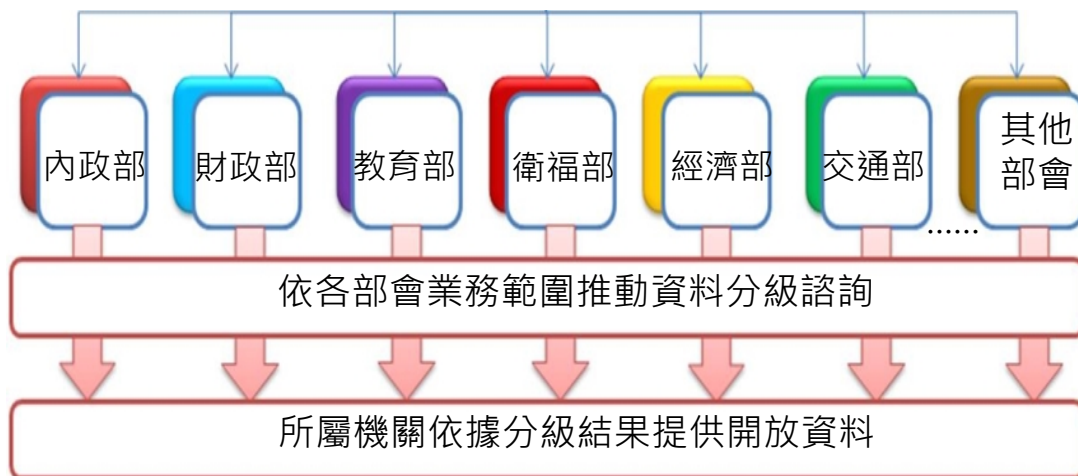 內政部
財政部
教育部
衛福部
經濟部
交通部
……
其他
部會
依各部會業務範圍推動資料分級諮詢
所屬機關依據分級結果提供開放資料